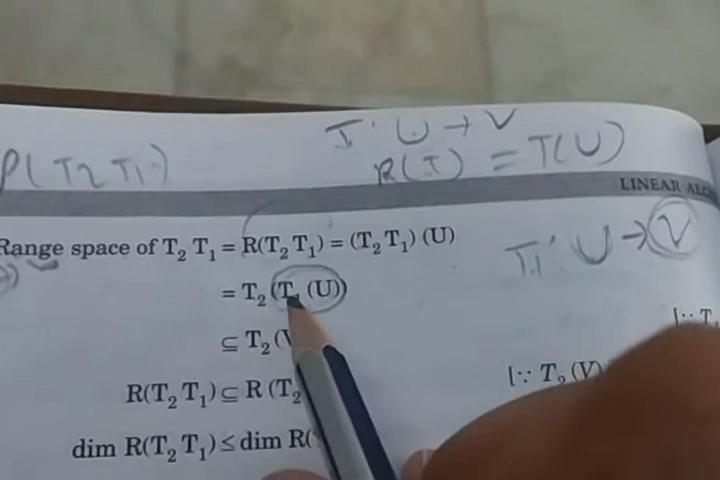 T: U → V
ρ(T₂T₁) R(T) = T(U)
LINEAR
Range space of T₂ T₁ = R(T₂ T₁) = (T₂ T₁) (U)
T₁: U → V
= T₂ (T₁ (U))
[∵ T
⊆ T₂ (V
[∵ T₂ (V)
R(T₂ T₁) ⊆ R (T₂
dim R(T₂ T₁) ≤ dim R(